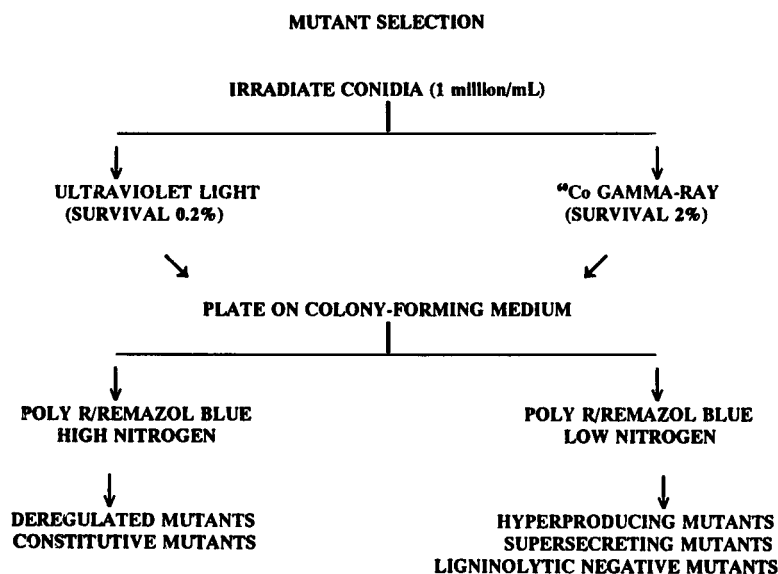 MUTANT SELECTION
IRRADIATE CONIDIA (1 million/mL)
ULTRAVIOLET LIGHT
(SURVIVAL 0.2%)
⁶⁰Co GAMMA-RAY
(SURVIVAL 2%)
PLATE ON COLONY-FORMING MEDIUM
POLY R/REMAZOL BLUE
HIGH NITROGEN
POLY R/REMAZOL BLUE
LOW NITROGEN
DEREGULATED MUTANTS
CONSTITUTIVE MUTANTS
HYPERPRODUCING MUTANTS
SUPERSECRETING MUTANTS
LIGNINOLYTIC NEGATIVE MUTANTS